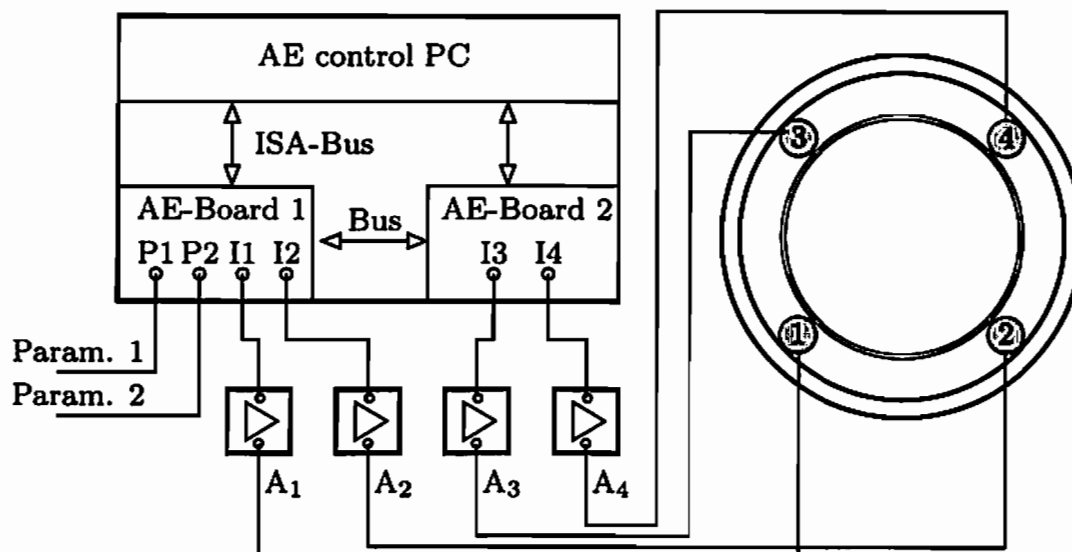 AE control PC
ISA-Bus
AE-Board 1
Bus
AE-Board 2
P1 P2 I1 I2
I3 I4
Param. 1
Param. 2
A₁
A₂
A₃
A₄
3
4
1
2